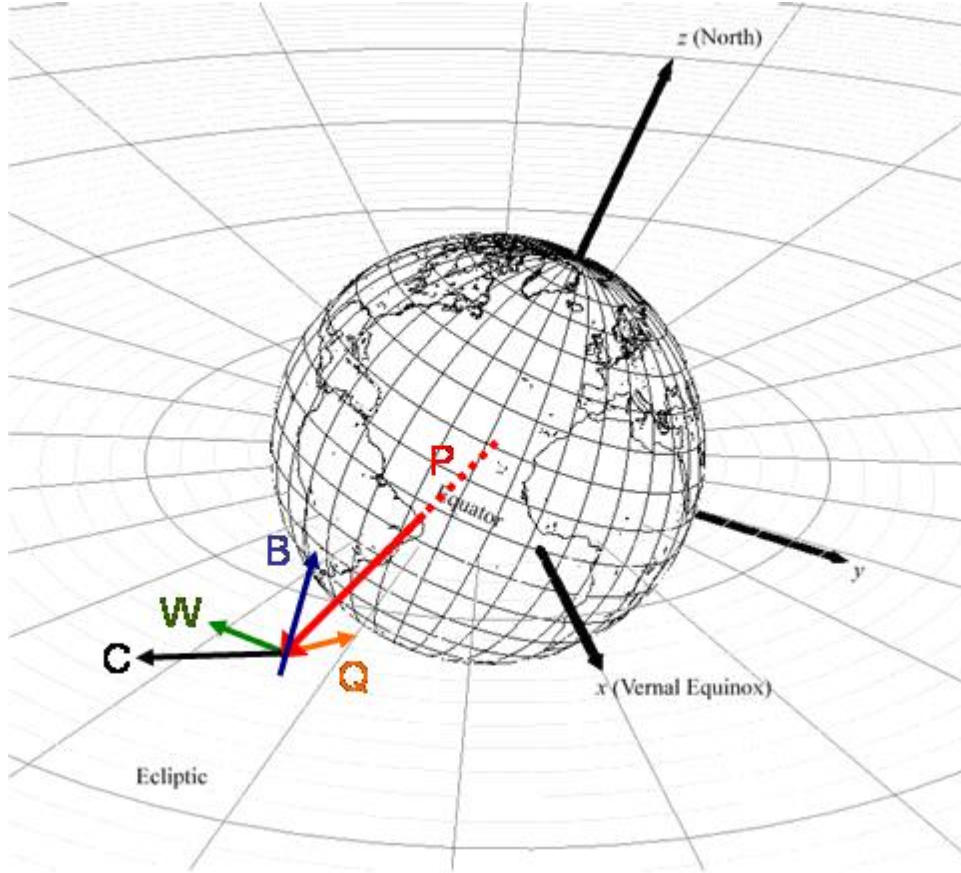 z (North)
P
Equator
B
y
W
C
Q
x (Vernal Equinox)
Ecliptic